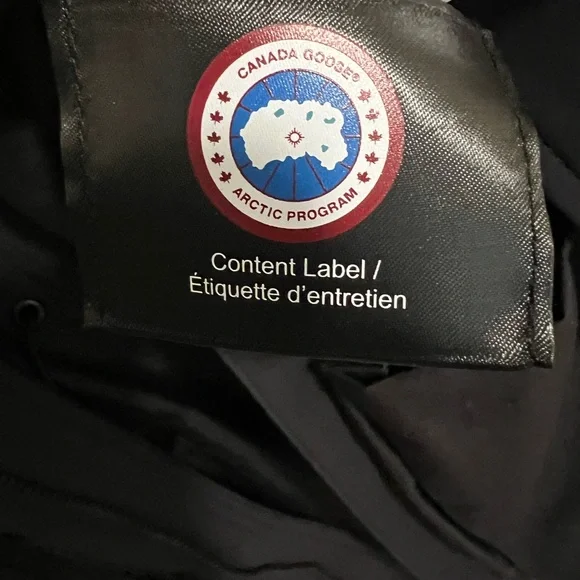 CANADA GOOSE®
ARCTIC PROGRAM
Content Label /
Étiquette d'entretien